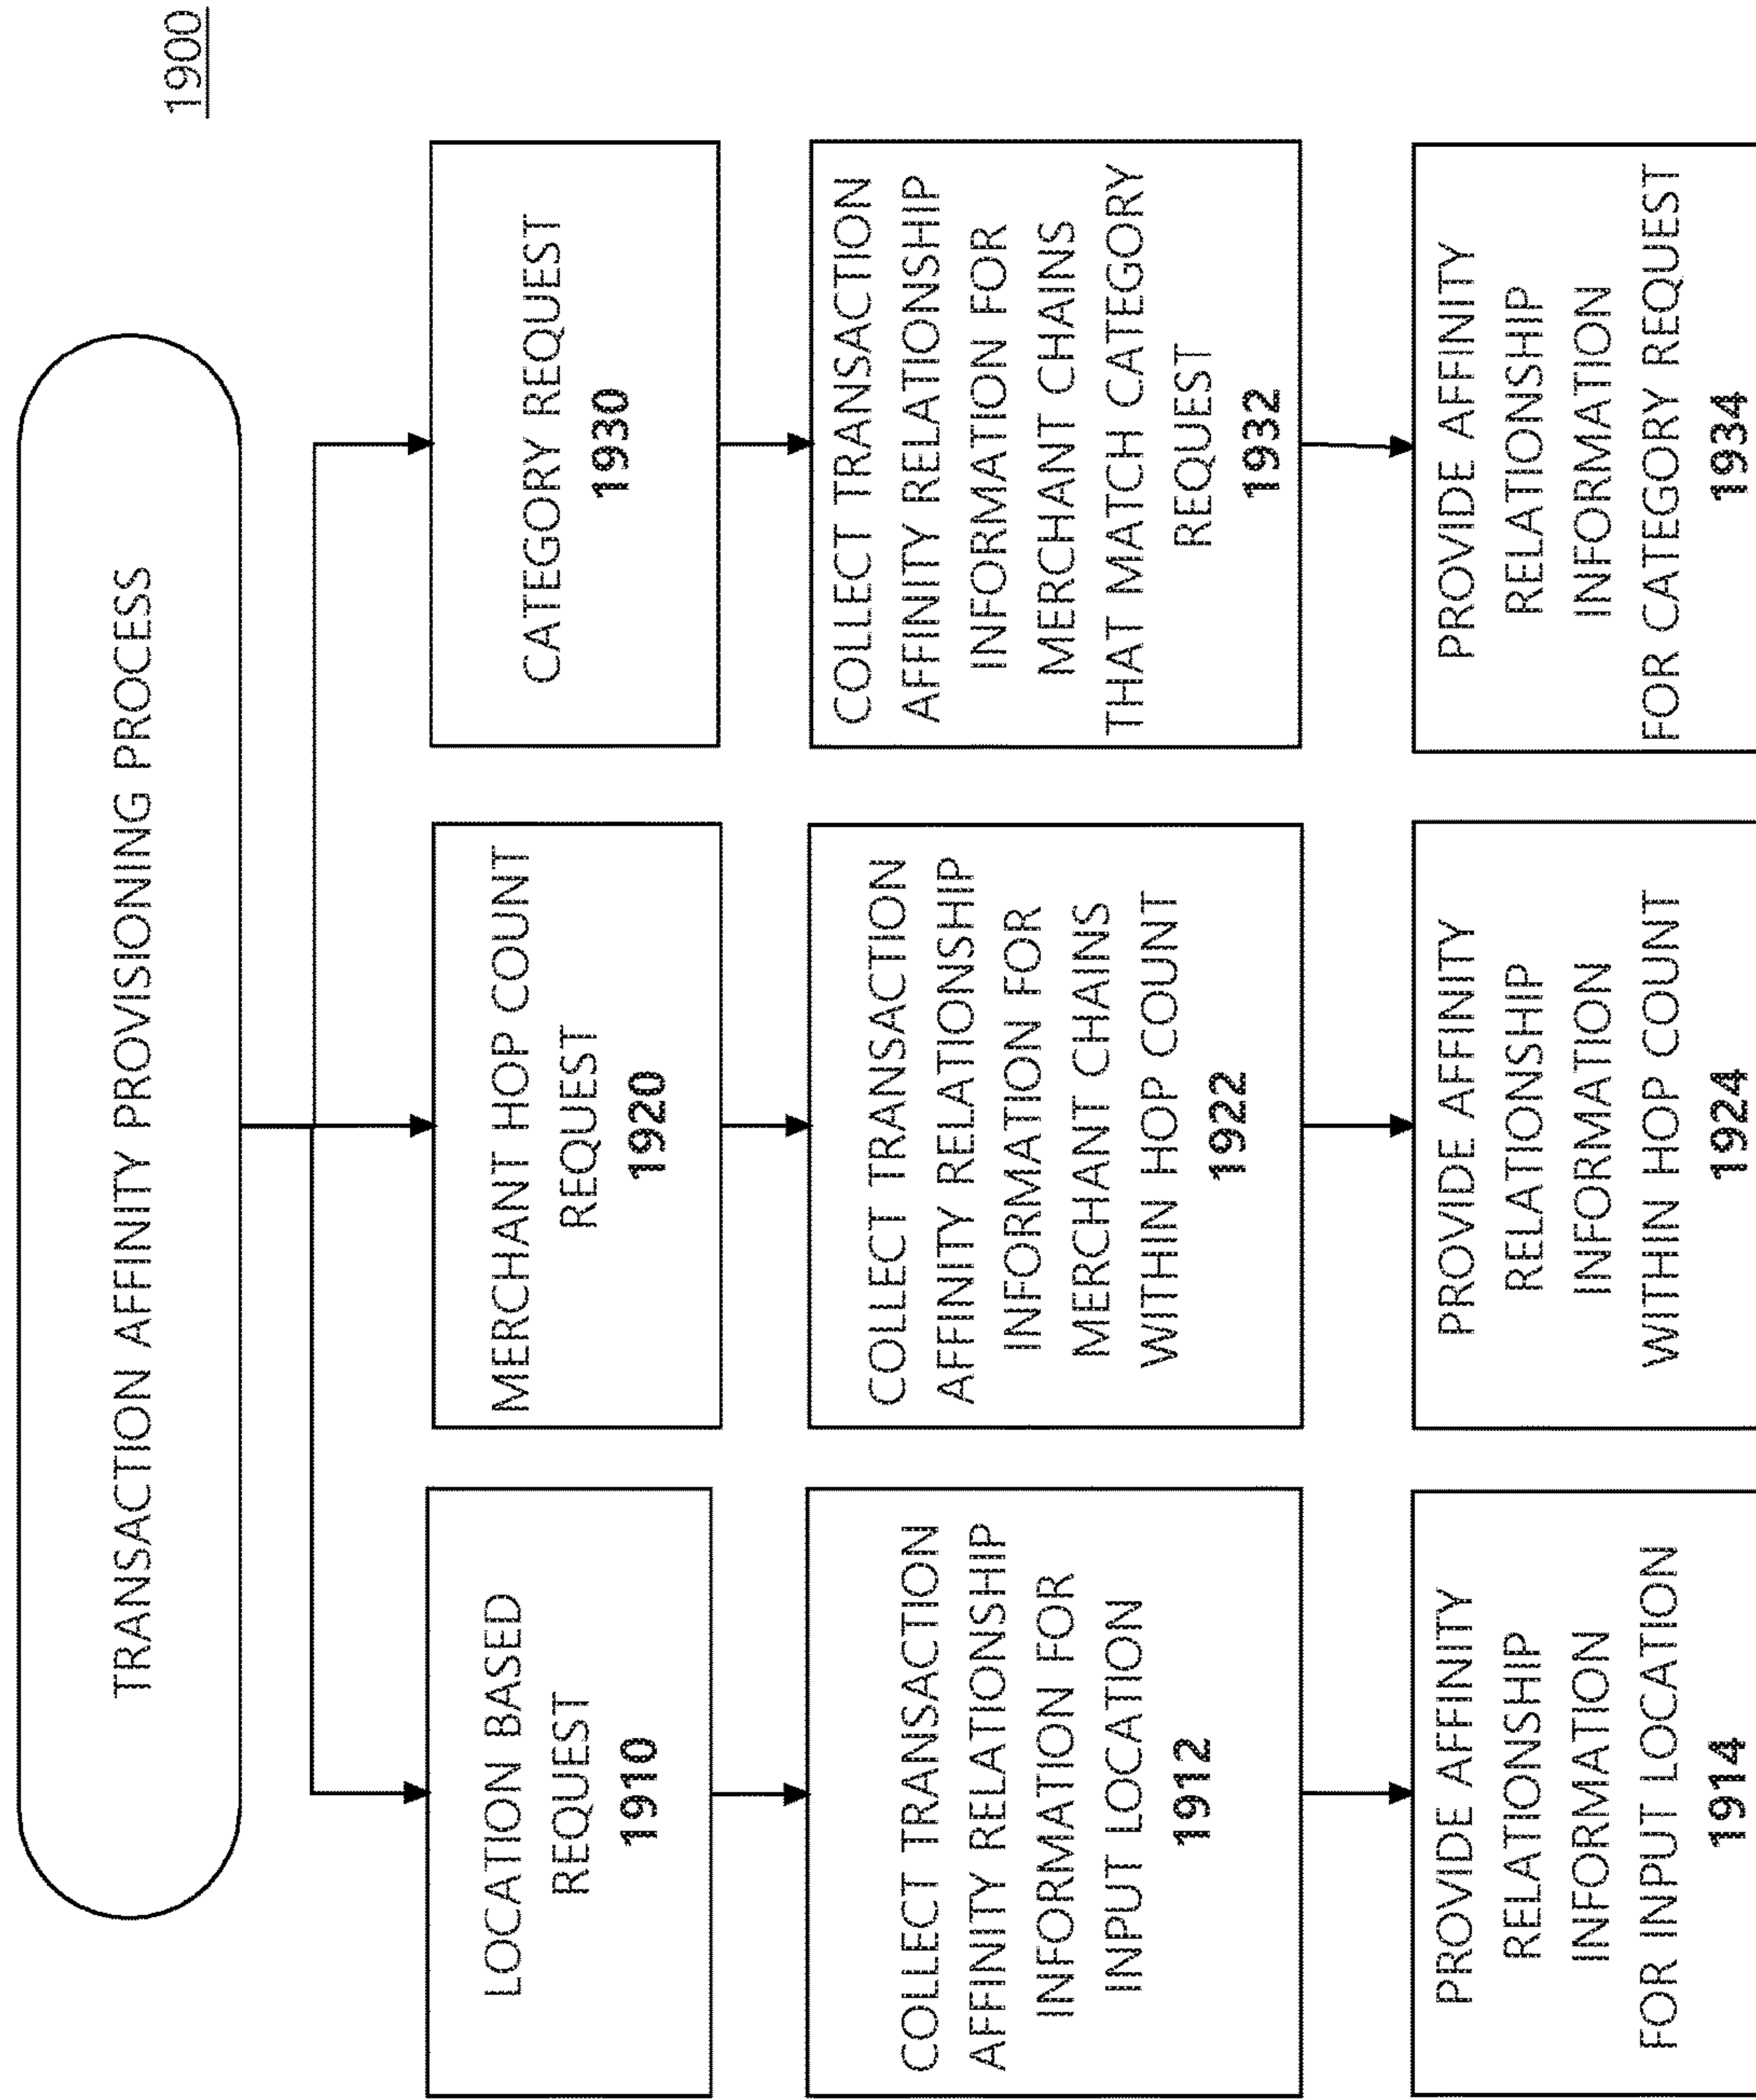 1900
TRANSACTION AFFINITY PROVISIONING PROCESS
LOCATION BASED
REQUEST
1910
MERCHANT HOP COUNT
REQUEST
1920
CATEGORY REQUEST
1930
COLLECT TRANSACTION
AFFINITY RELATIONSHIP
INFORMATION FOR
INPUT LOCATION
1912
COLLECT TRANSACTION
AFFINITY RELATIONSHIP
INFORMATION FOR
MERCHANT CHAINS
WITHIN HOP COUNT
1922
COLLECT TRANSACTION
AFFINITY RELATIONSHIP
INFORMATION FOR
MERCHANT CHAINS
THAT MATCH CATEGORY
REQUEST
1932
PROVIDE AFFINITY
RELATIONSHIP
INFORMATION
FOR INPUT LOCATION
1914
PROVIDE AFFINITY
RELATIONSHIP
INFORMATION
WITHIN HOP COUNT
1924
PROVIDE AFFINITY
RELATIONSHIP
INFORMATION
FOR CATEGORY REQUEST
1934